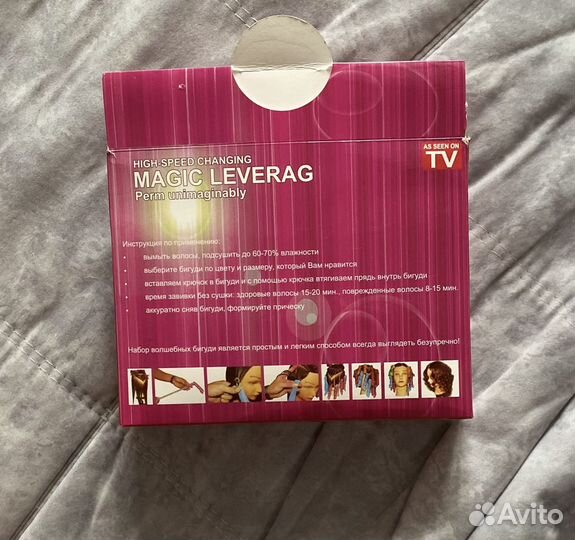 HIGH-SPEED CHANGING
MAGIC LEVERAG
Perm unimaginably
AS SEEN ON
TV
Инструкция по применению:
• вымыть волосы, подсушить до 60-70% влажности
• выберите бигуди по цвету и размеру, который Вам нравится
• вставляем крючок в бигуди и с помощью крючка втягиваем прядь внутрь бигуди
• время завивки без сушки: здоровые волосы 15-20 мин., поврежденные волосы 8-15 мин.
• аккуратно сняв бигуди, формируйте прическу
Набор волшебных бигуди является простым и легким способом всегда выглядеть безупречно!
Avito